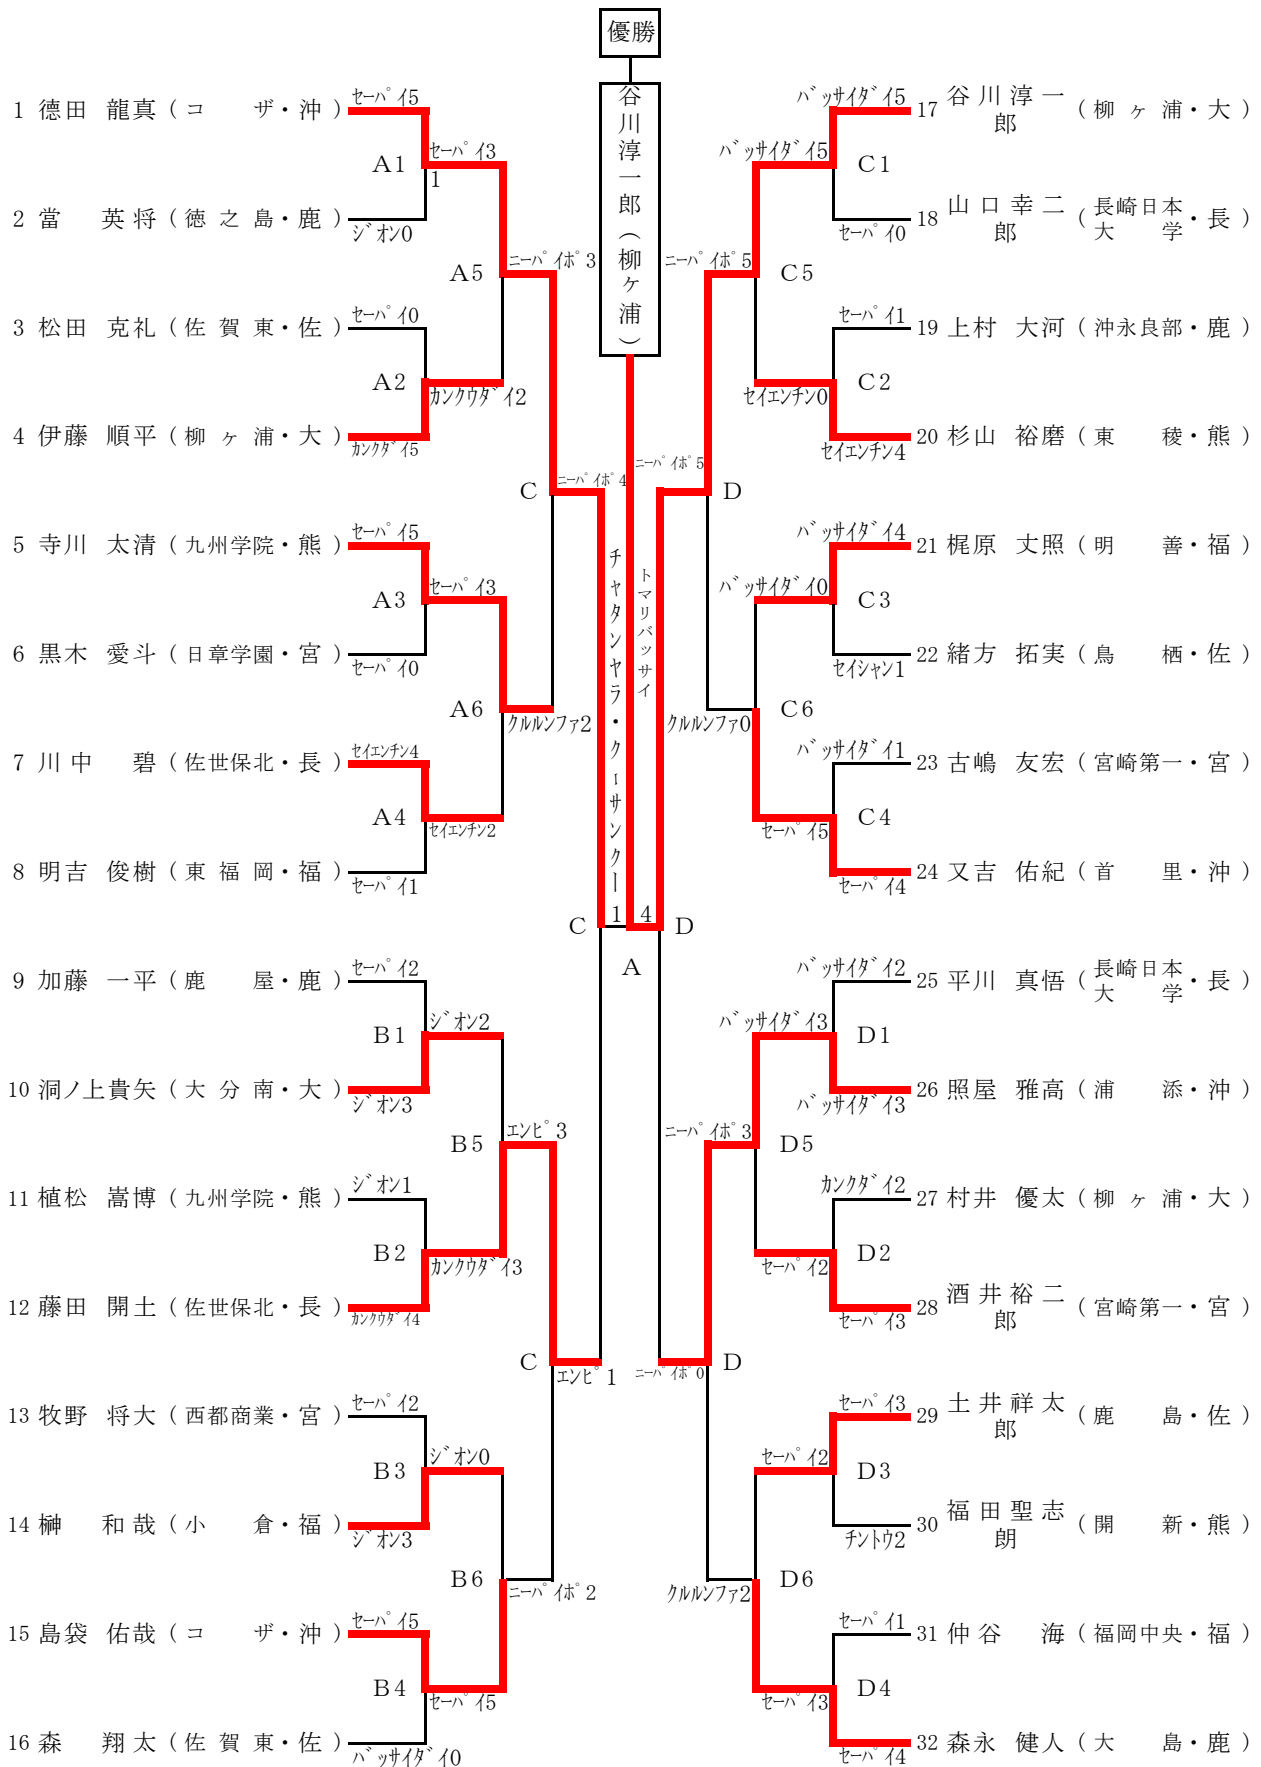 優勝
谷川淳一郎（柳ケ浦）
1 德田 龍真（コ ザ・沖）
セーパイ5
A1
セーパイ3
1
2 當 英将（徳之島・鹿）
ジオン0
A5
ニーパイポ3
3 松田 克礼（佐賀東・佐）
セーパイ0
A2
カンクウダイ2
4 伊藤 順平（柳ヶ浦・大）
カンクダイ5
C
ニーパイポ4
5 寺川 太清（九州学院・熊）
セーパイ5
A3
セーパイ3
6 黒木 愛斗（日章学園・宮）
セーパイ0
A6
クルルンファ2
7 川中 碧（佐世保北・長）
セイエンチン4
A4
セイエンチン2
8 明吉 俊樹（東福岡・福）
セーパイ1
チャタンヤラ・クーサンクー
1
C
9 加藤 一平（鹿 屋・鹿）
セーパイ2
B1
ジオン2
10 洞ノ上貴矢（大分南・大）
ジオン3
B5
エンピ3
11 植松 嵩博（九州学院・熊）
ジオン1
B2
カンクウダイ3
12 藤田 開土（佐世保北・長）
カンクウダイ4
C
エンピ1
13 牧野 将大（西都商業・宮）
セーパイ2
B3
ジオン0
14 榊 和哉（小 倉・福）
ジオン3
B6
ニーパイポ2
15 島袋 佑哉（コ ザ・沖）
セーパイ5
B4
セーパイ5
16 森 翔太（佐賀東・佐）
バッサイダイ0
A
バッサイダイ5
17 谷川淳一郎（柳ヶ浦・大）
バッサイダイ5
C1
18 山口幸二郎（長崎日本大学・長）
セーパイ0
ニーパイポ5
C5
セーパイ1
19 上村 大河（沖永良部・鹿）
C2
セイエンチン0
20 杉山 裕磨（東 稜・熊）
セイエンチン4
ニーパイポ5
D
バッサイダイ4
21 梶原 丈照（明 善・福）
バッサイダイ0
C3
22 緒方 拓実（鳥 栖・佐）
セイシャン1
C6
クルルンファ0
バッサイダイ1
23 古嶋 友宏（宮崎第一・宮）
C4
セーパイ5
24 又吉 佑紀（首 里・沖）
セーパイ4
トマリバッサイ
4
D
バッサイダイ2
25 平川 真悟（長崎日本大学・長）
バッサイダイ3
D1
26 照屋 雅高（浦 添・沖）
バッサイダイ3
ニーパイポ3
D5
カンクダイ2
27 村井 優太（柳ヶ浦・大）
D2
セーパイ2
28 酒井裕二郎（宮崎第一・宮）
セーパイ3
D
ニーパイポ0
セーパイ3
29 土井祥太郎（鹿 島・佐）
セーパイ2
D3
30 福田聖志朗（開 新・熊）
チントウ2
D6
クルルンファ2
セーパイ1
31 仲谷 海（福岡中央・福）
D4
セーパイ3
32 森永 健人（大 島・鹿）
セーパイ4